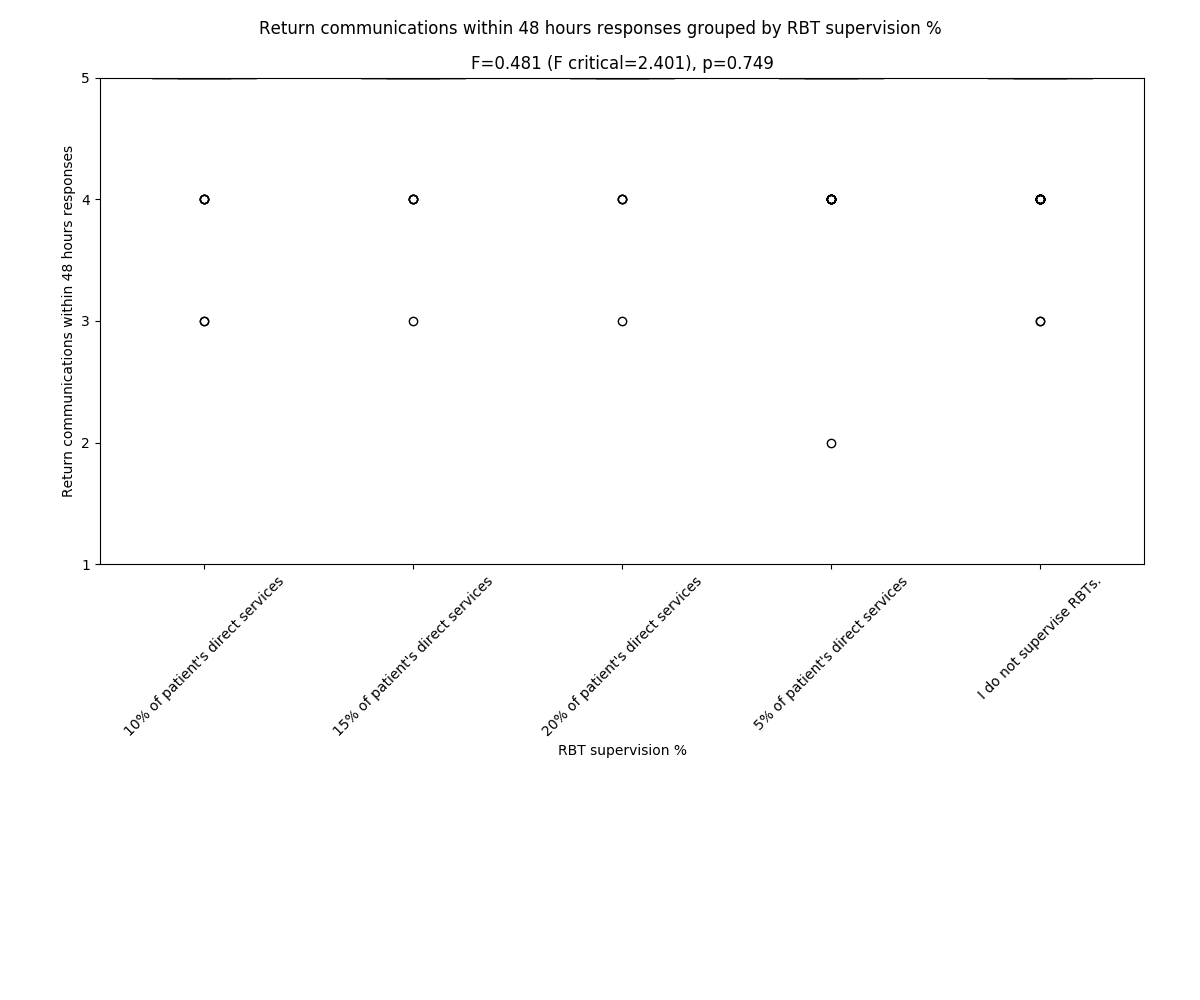 Return communications within 48 hours responses grouped by RBT supervision %
F=0.481 (F critical=2.401), p=0.749
Return communications within 48 hours responses
5
4
3
2
1
10% of patient's direct services
15% of patient's direct services
20% of patient's direct services
5% of patient's direct services
I do not supervise RBTs.
RBT supervision %